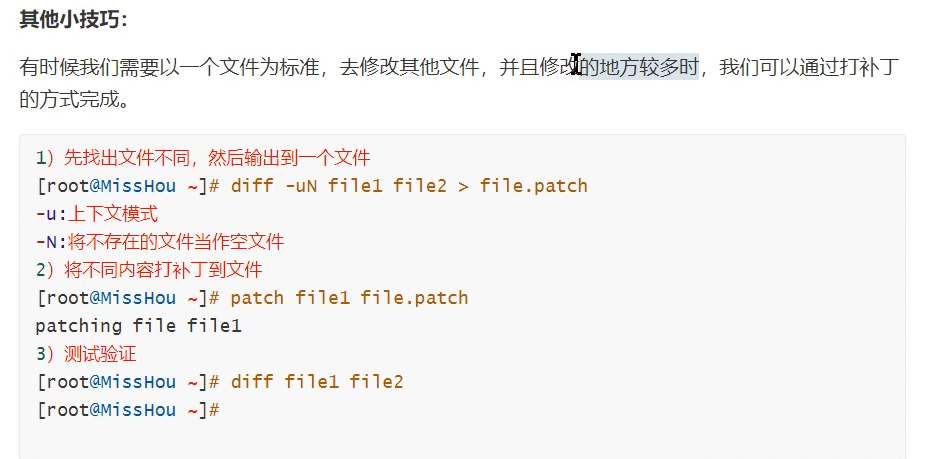 其他小技巧：
有时候我们需要以一个文件为标准，去修改其他文件，并且修改的地方较多时，我们可以通过打补丁
的方式完成。
1）先找出文件不同，然后输出到一个文件
[root@MissHou ~]# diff -uN file1 file2 > file.patch
-u:上下文模式
-N:将不存在的文件当作空文件
2）将不同内容打补丁到文件
[root@MissHou ~]# patch file1 file.patch
patching file file1
3）测试验证
[root@MissHou ~]# diff file1 file2
[root@MissHou ~]#